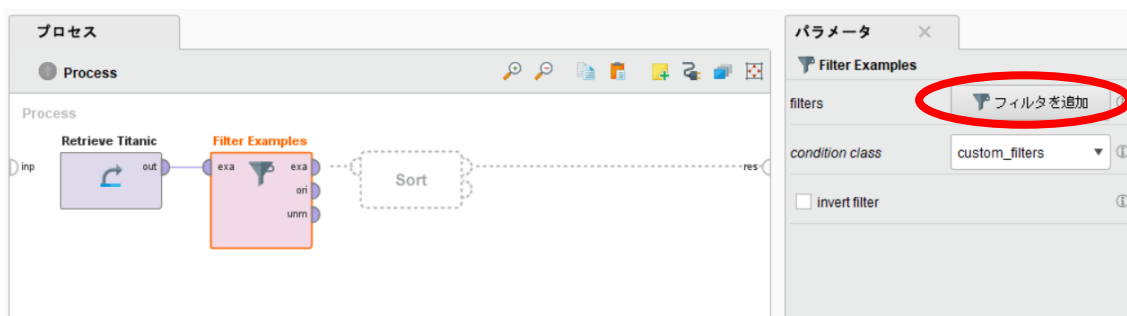 プロセス
Process
Process
Retrieve Titanic
Filter Examples
inp
out
exa
exa
ori
unm
Sort
res
パラメータ
Filter Examples
filters
フィルタを追加
condition class
custom_filters
invert filter